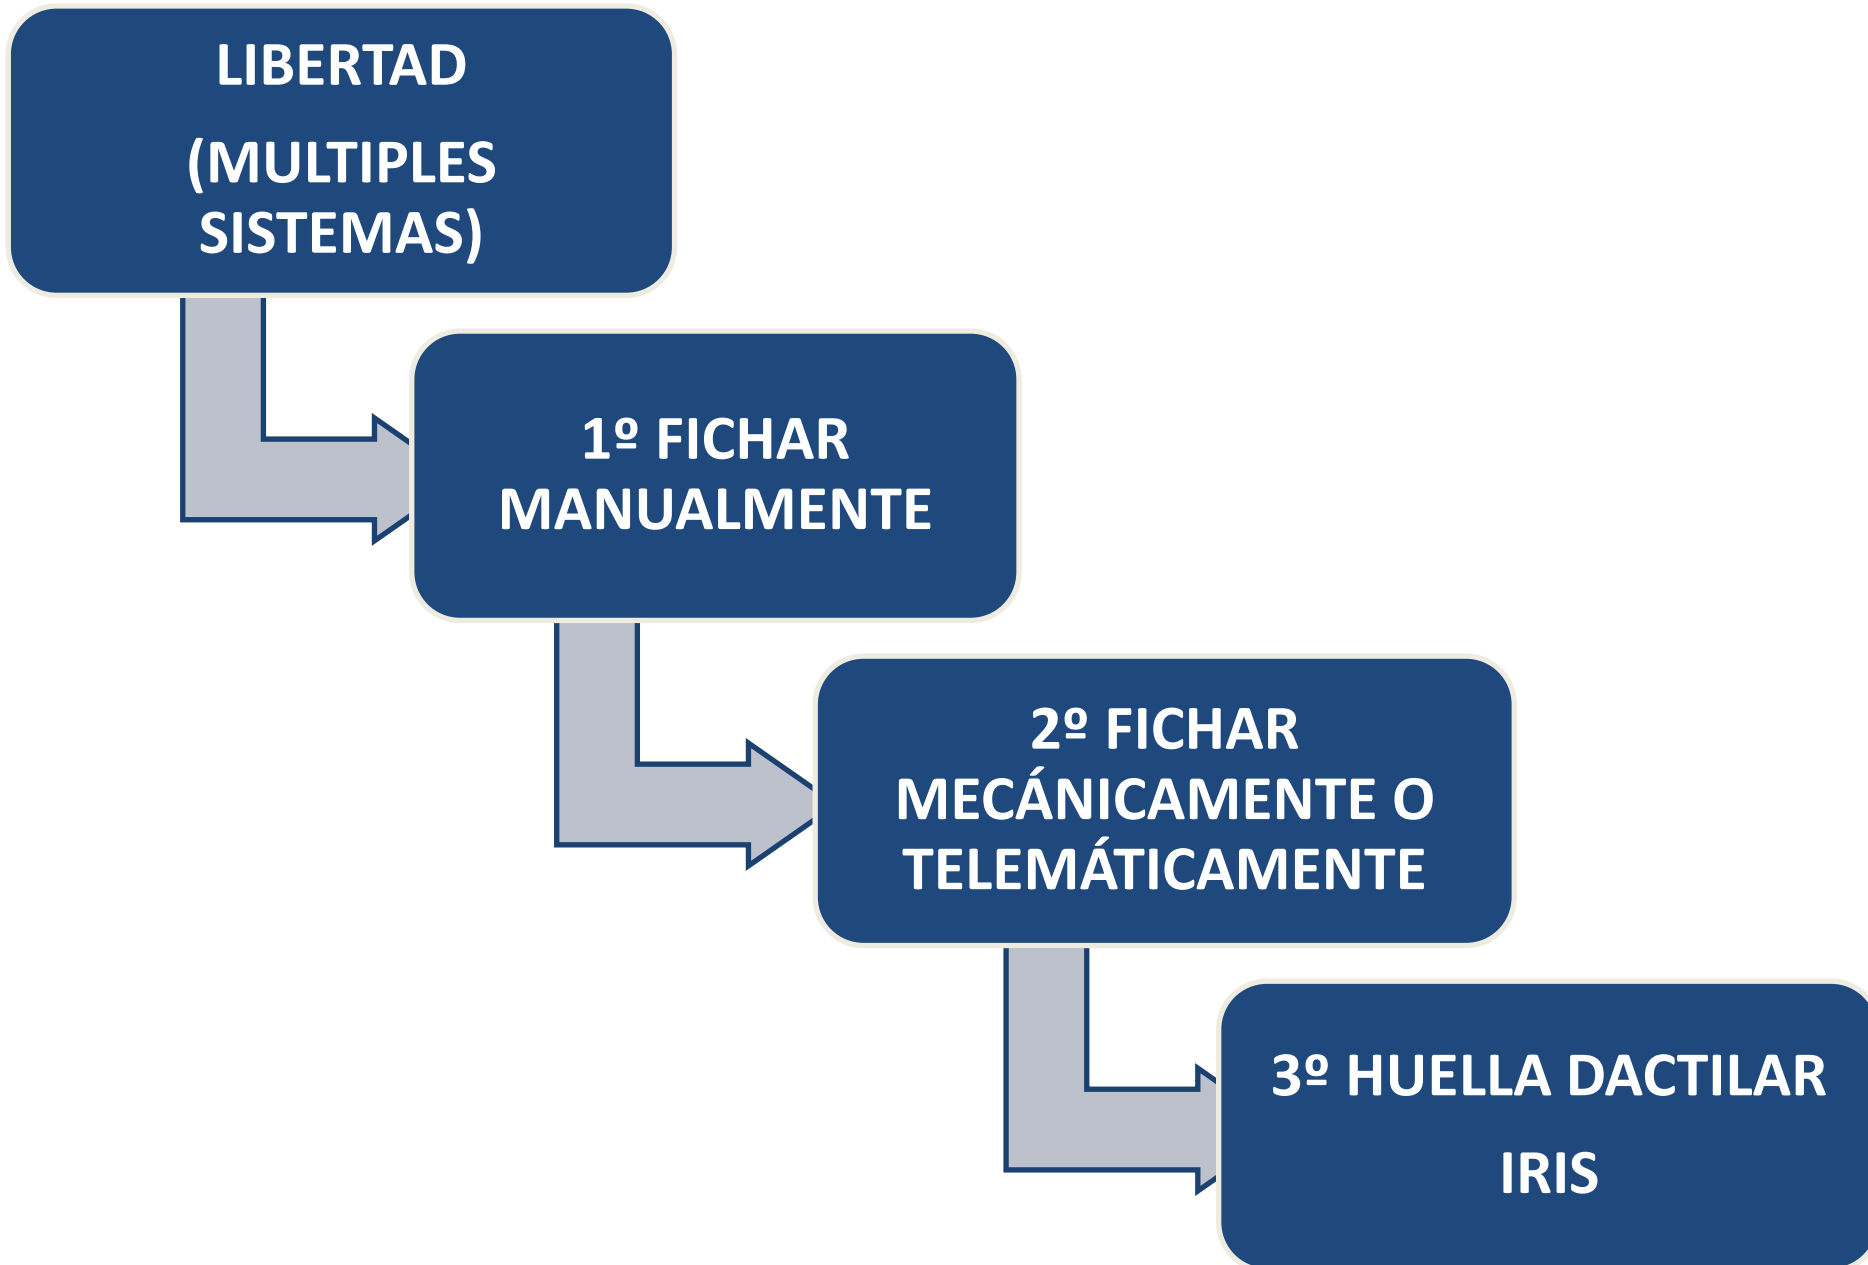 LIBERTAD
(MULTIPLES
SISTEMAS)
1º FICHAR
MANUALMENTE
2º FICHAR
MECÁNICAMENTE O
TELEMÁTICAMENTE
3º HUELLA DACTILAR
IRIS